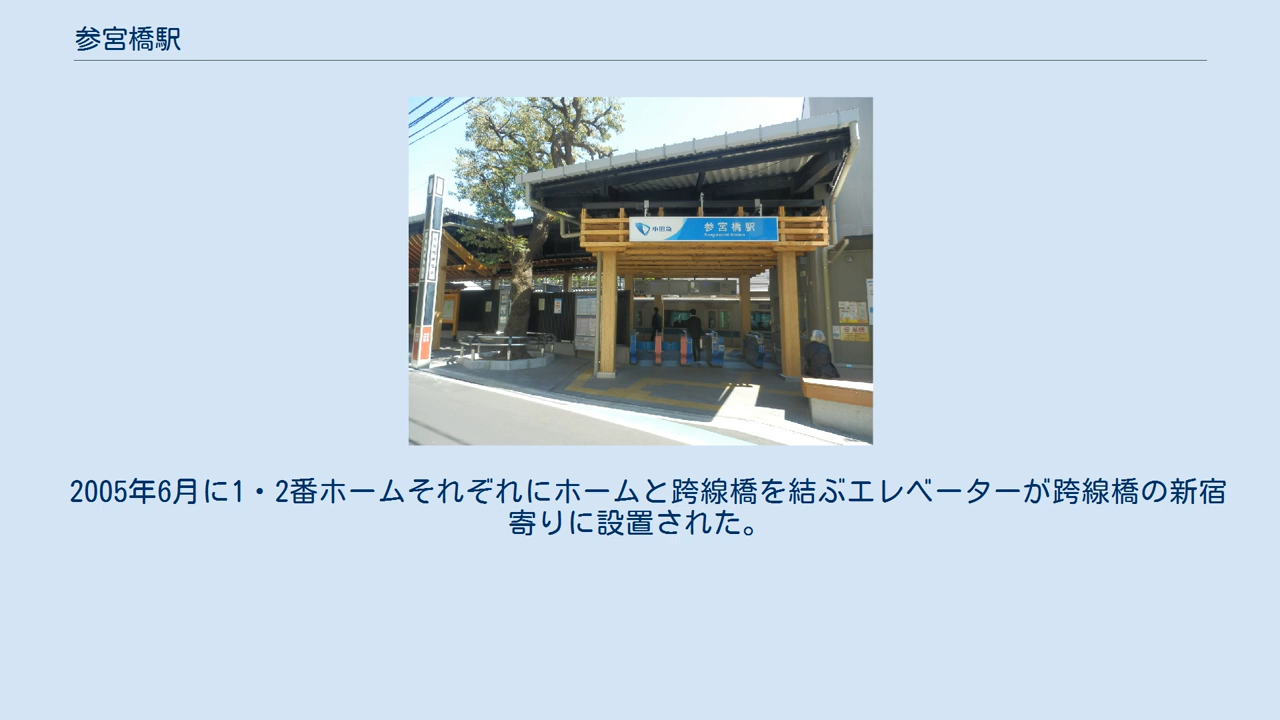 参宮橋駅
小田急 参宮橋駅
2005年6月に1・2番ホームそれぞれにホームと跨線橋を結ぶエレベーターが跨線橋の新宿
寄りに設置された。